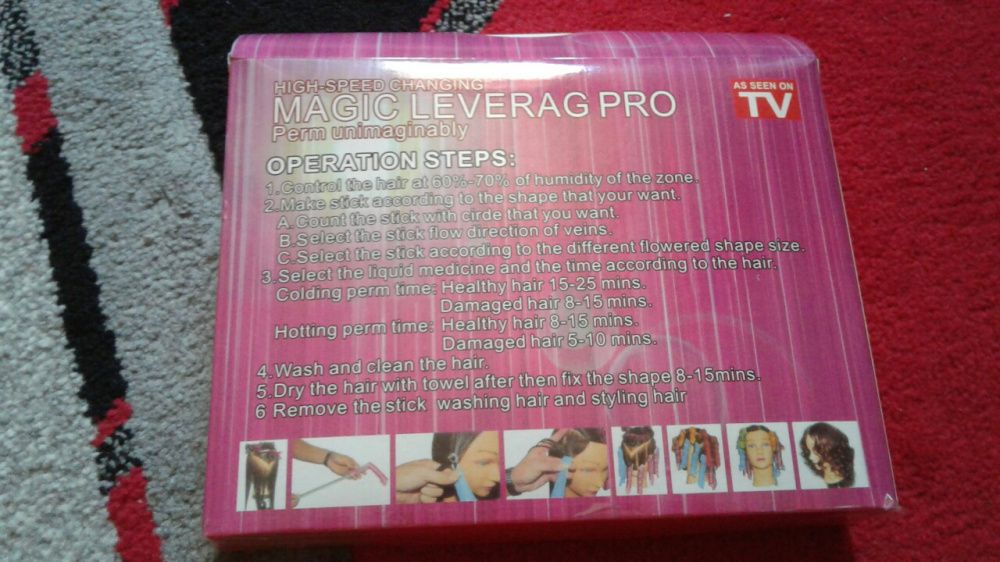 HIGH-SPEED CHANGING
MAGIC LEVERAG PRO
Perm unimaginably
AS SEEN ON
TV
OPERATION STEPS:
1.Control the hair at 60%-70% of humidity of the zone.
2.Make stick according to the shape that your want.
A.Count the stick with cirde that you want.
B.Select the stick flow direction of veins.
C.Select the stick according to the different flowered shape size.
3.Select the liquid medicine and the time according to the hair.
Colding perm time: Healthy hair 15-25 mins.
Damaged hair 8-15 mins.
Hotting perm time: Healthy hair 8-15 mins.
Damaged hair 5-10 mins.
4.Wash and clean the hair.
5.Dry the hair with towel after then fix the shape 8-15mins.
6 Remove the stick washing hair and styling hair